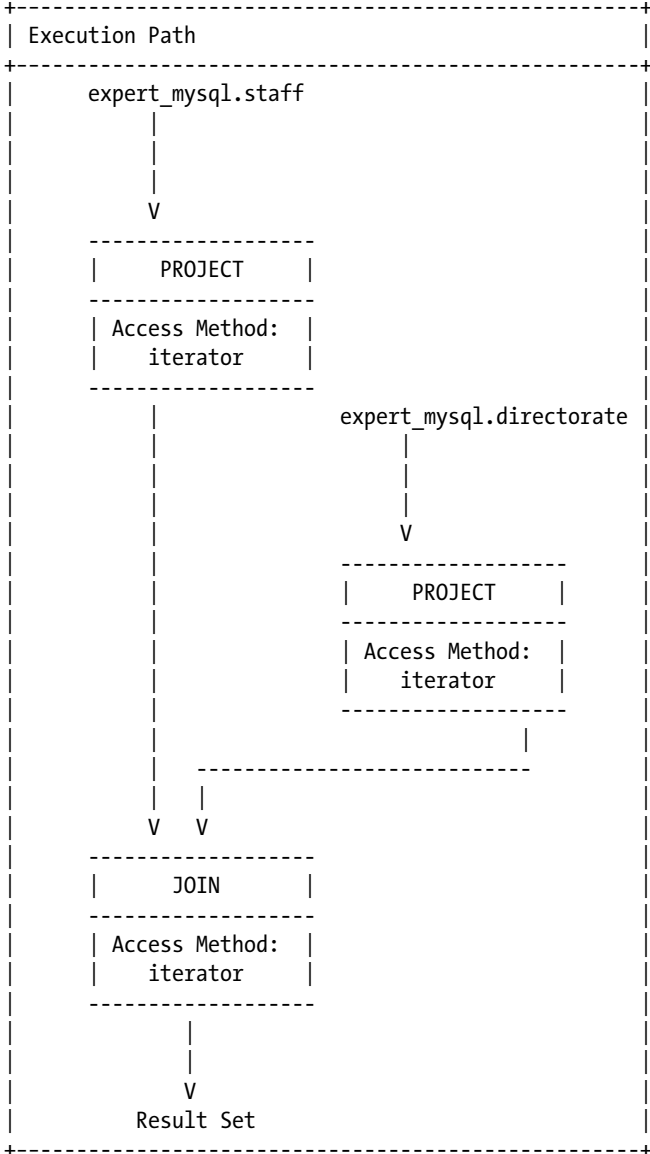 Execution Path
expert_mysql.staff
V
PROJECT
Access Method:
iterator
expert_mysql.directorate
V
PROJECT
Access Method:
iterator
V V
JOIN
Access Method:
iterator
V
Result Set